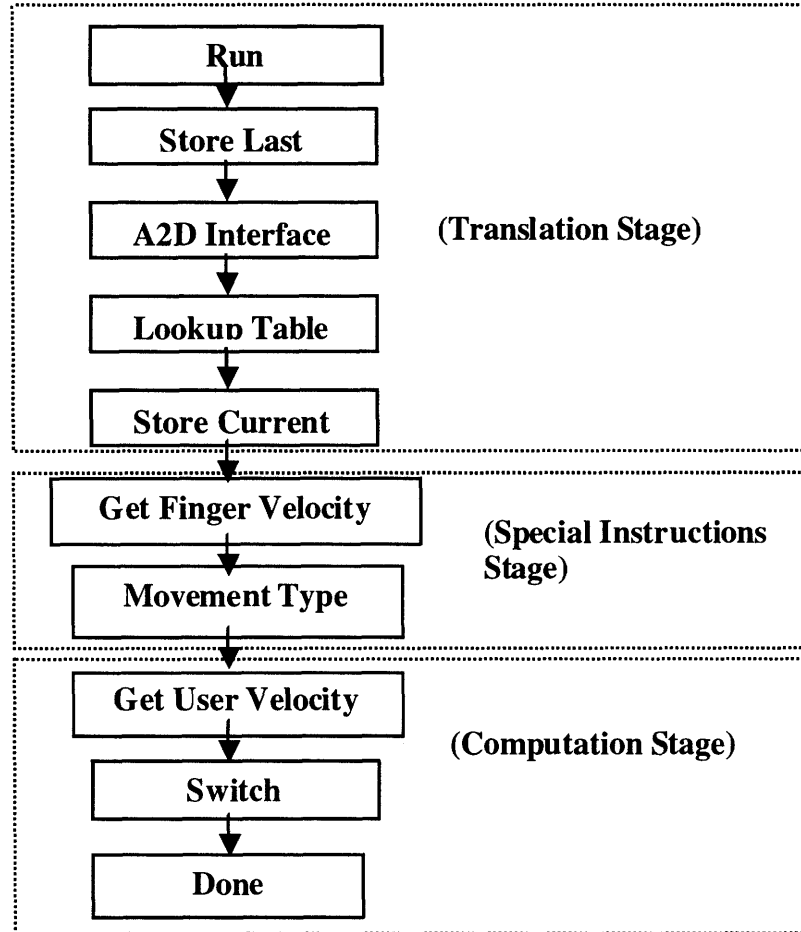 Run
Store Last
A2D Interface
(Translation Stage)
Lookup Table
Store Current
Get Finger Velocity
(Special Instructions
Stage)
Movement Type
Get User Velocity
(Computation Stage)
Switch
Done